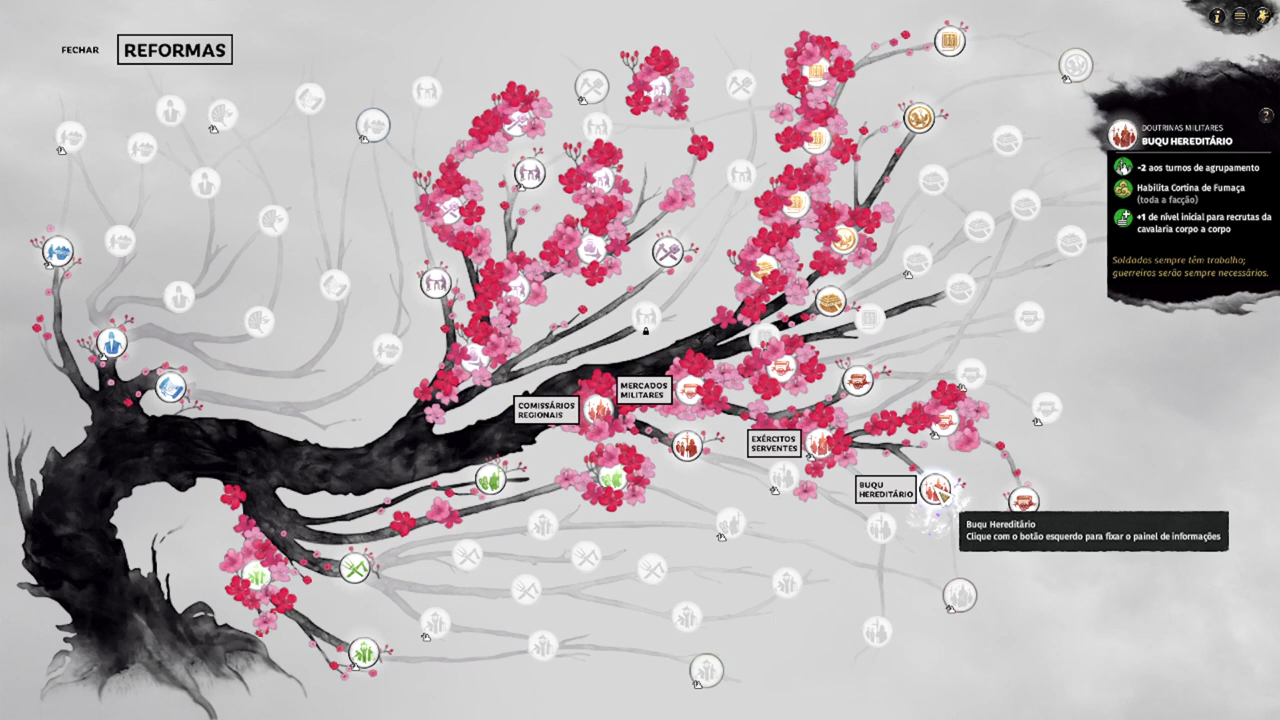 FECHAR
REFORMAS
?
DOUTRINAS MILITARES
BUQU HEREDITÁRIO
-2 aos turnos de agrupamento
Habilita Cortina de Fumaça
(toda a facção)
+1 de nível inicial para recrutas da
cavalaria corpo a corpo
Soldados sempre têm trabalho;
guerreiros serão sempre necessários.
MERCADOS
MILITARES
COMISSÁRIOS
REGIONAIS
EXÉRCITOS
SERVENTES
BUQU
HEREDITÁRIO
Buqu Hereditário
Clique com o botão esquerdo para fixar o painel de informações